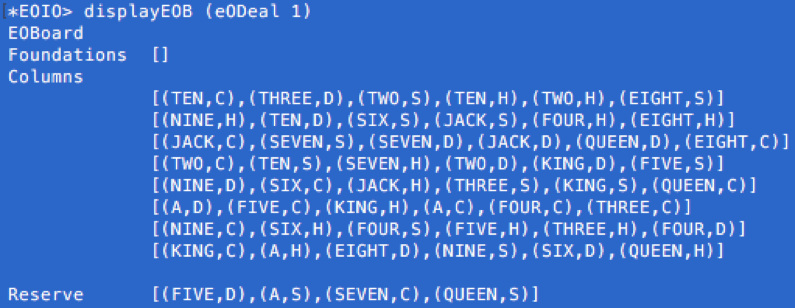 *EOIO> displayEOB (eODeal 1)
EOBoard
Foundations []
Columns
[(TEN,C),(THREE,D),(TWO,S),(TEN,H),(TWO,H),(EIGHT,S)]
[(NINE,H),(TEN,D),(SIX,S),(JACK,S),(FOUR,H),(EIGHT,H)]
[(JACK,C),(SEVEN,S),(SEVEN,D),(JACK,D),(QUEEN,D),(EIGHT,C)]
[(TWO,C),(TEN,S),(SEVEN,H),(TWO,D),(KING,D),(FIVE,S)]
[(NINE,D),(SIX,C),(JACK,H),(THREE,S),(KING,S),(QUEEN,C)]
[(A,D),(FIVE,C),(KING,H),(A,C),(FOUR,C),(THREE,C)]
[(NINE,C),(SIX,H),(FOUR,S),(FIVE,H),(THREE,H),(FOUR,D)]
[(KING,C),(A,H),(EIGHT,D),(NINE,S),(SIX,D),(QUEEN,H)]
Reserve [(FIVE,D),(A,S),(SEVEN,C),(QUEEN,S)]